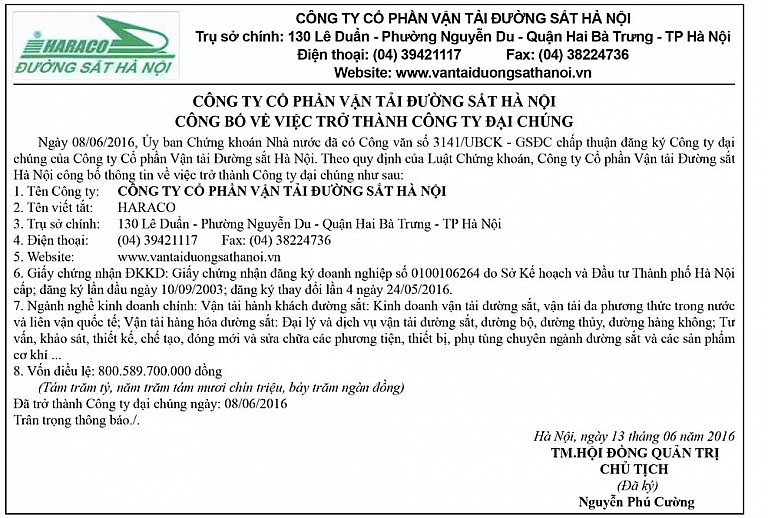 HARACO
ĐƯỜNG SẮT HÀ NỘI
CÔNG TY CỔ PHẦN VẬN TẢI ĐƯỜNG SẮT HÀ NỘI
Trụ sở chính: 130 Lê Duẩn - Phường Nguyễn Du - Quận Hai Bà Trưng - TP Hà Nội
Điện thoại: (04) 39421117 Fax: (04) 38224736
Website: www.vantaiduongsathanoi.vn
CÔNG TY CỔ PHẦN VẬN TẢI ĐƯỜNG SẮT HÀ NỘI
CÔNG BỐ VỀ VIỆC TRỞ THÀNH CÔNG TY ĐẠI CHÚNG
Ngày 08/06/2016, Ủy ban Chứng khoán Nhà nước đã có Công văn số 3141/UBCK - GSĐC chấp thuận đăng ký Công ty đại
chúng của Công ty Cổ phần Vận tải Đường sắt Hà Nội. Theo quy định của Luật Chứng khoán, Công ty Cổ phần Vận tải Đường sắt
Hà Nội công bố thông tin về việc trở thành Công ty đại chúng như sau:
1. Tên Công ty: CÔNG TY CỔ PHẦN VẬN TẢI ĐƯỜNG SẮT HÀ NỘI
2. Tên viết tắt: HARACO
3. Trụ sở chính: 130 Lê Duẩn - Phường Nguyễn Du - Quận Hai Bà Trưng - TP Hà Nội
4. Điện thoại: (04) 39421117 Fax: (04) 38224736
5. Website: www.vantaiduongsathanoi.vn
6. Giấy chứng nhận ĐKKD: Giấy chứng nhận đăng ký doanh nghiệp số 0100106264 do Sở Kế hoạch và Đầu tư Thành phố Hà Nội
cấp; đăng ký lần đầu ngày 10/09/2003; đăng ký thay đổi lần 4 ngày 24/05/2016.
7. Ngành nghề kinh doanh chính: Vận tải hành khách đường sắt: Kinh doanh vận tải đường sắt, vận tải đa phương thức trong nước
và liên vận quốc tế; Vận tải hàng hóa đường sắt: Đại lý và dịch vụ vận tải đường sắt, đường bộ, đường thủy, đường hàng không; Tư
vấn, khảo sát, thiết kế, chế tạo, đóng mới và sửa chữa các phương tiện, thiết bị, phụ tùng chuyên ngành đường sắt và các sản phẩm
cơ khí ...
8. Vốn điều lệ: 800.589.700.000 đồng
(Tám trăm tỷ, năm trăm tám mươi chín triệu, bảy trăm ngàn đồng)
Đã trở thành Công ty đại chúng ngày: 08/06/2016
Trân trọng thông báo./.
Hà Nội, ngày 13 tháng 06 năm 2016
TM.HỘI ĐỒNG QUẢN TRỊ
CHỦ TỊCH
(Đã ký)
Nguyễn Phú Cường